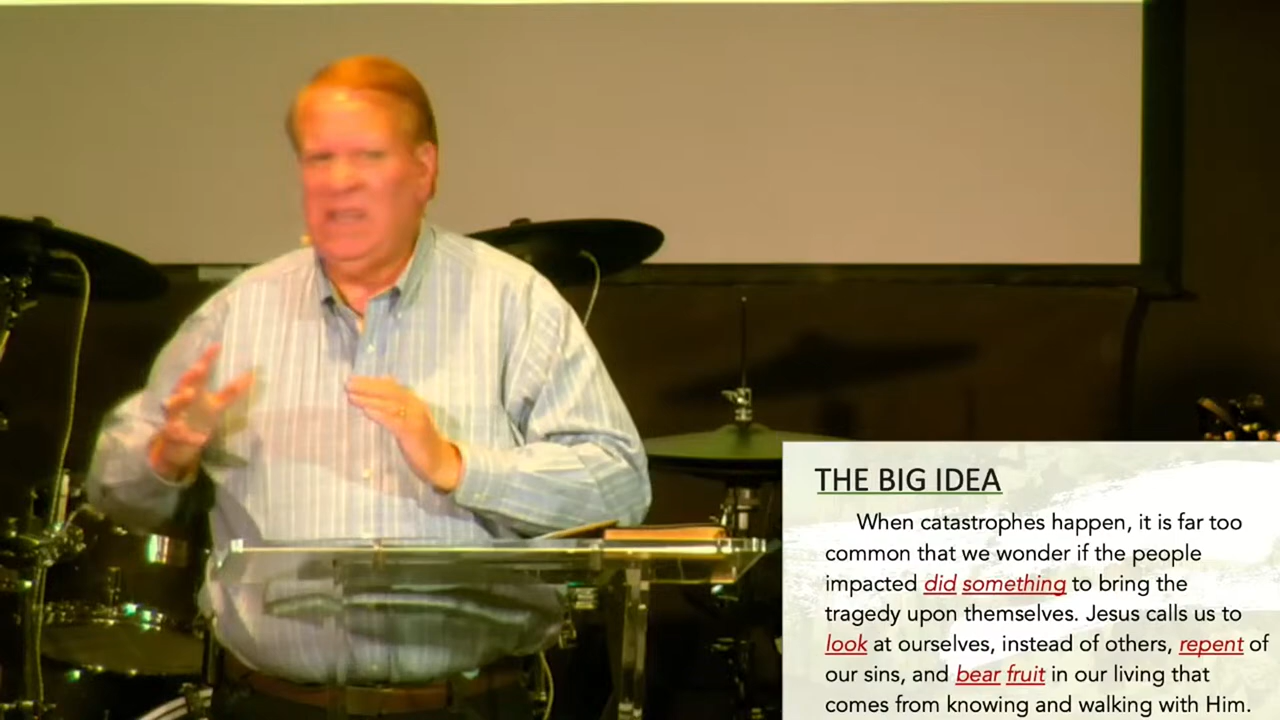 THE BIG IDEA
When catastrophes happen, it is far too
common that we wonder if the people
impacted did something to bring the
tragedy upon themselves. Jesus calls us to
look at ourselves, instead of others, repent of
our sins, and bear fruit in our living that
comes from knowing and walking with Him.